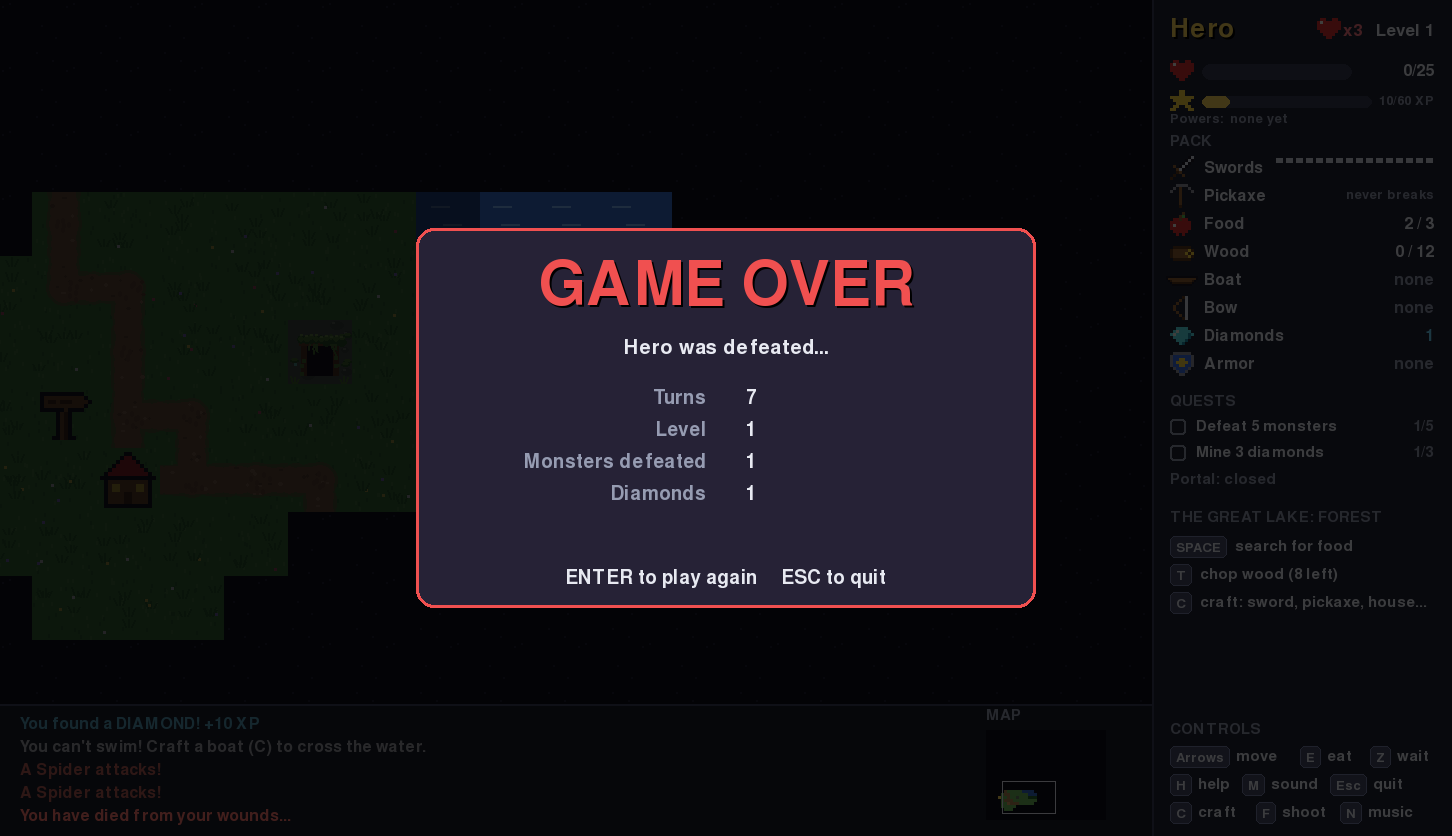 Hero x3 Level 1
0/25
10/60 XP
Powers: none yet
PACK
Swords
Pickaxe never breaks
Food 2 / 3
Wood 0 / 12
Boat none
Bow none
Diamonds 1
Armor none
QUESTS
Defeat 5 monsters 1/5
Mine 3 diamonds 1/3
Portal: closed
THE GREAT LAKE: FOREST
SPACE search for food
T chop wood (8 left)
C craft: sword, pickaxe, house...
CONTROLS
Arrows move E eat Z wait
H help M sound Esc quit
C craft F shoot N music
GAME OVER
Hero was defeated...
Turns 7
Level 1
Monsters defeated 1
Diamonds 1
ENTER to play again ESC to quit
You found a DIAMOND! +10 XP
You can't swim! Craft a boat (C) to cross the water.
A Spider attacks!
A Spider attacks!
You have died from your wounds...
MAP